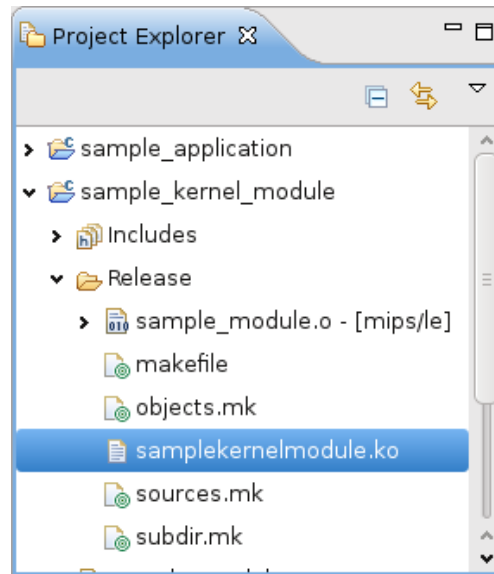 Project Explorer
sample_application
sample_kernel_module
Includes
Release
sample_module.o - [mips/le]
makefile
objects.mk
samplekernelmodule.ko
sources.mk
subdir.mk